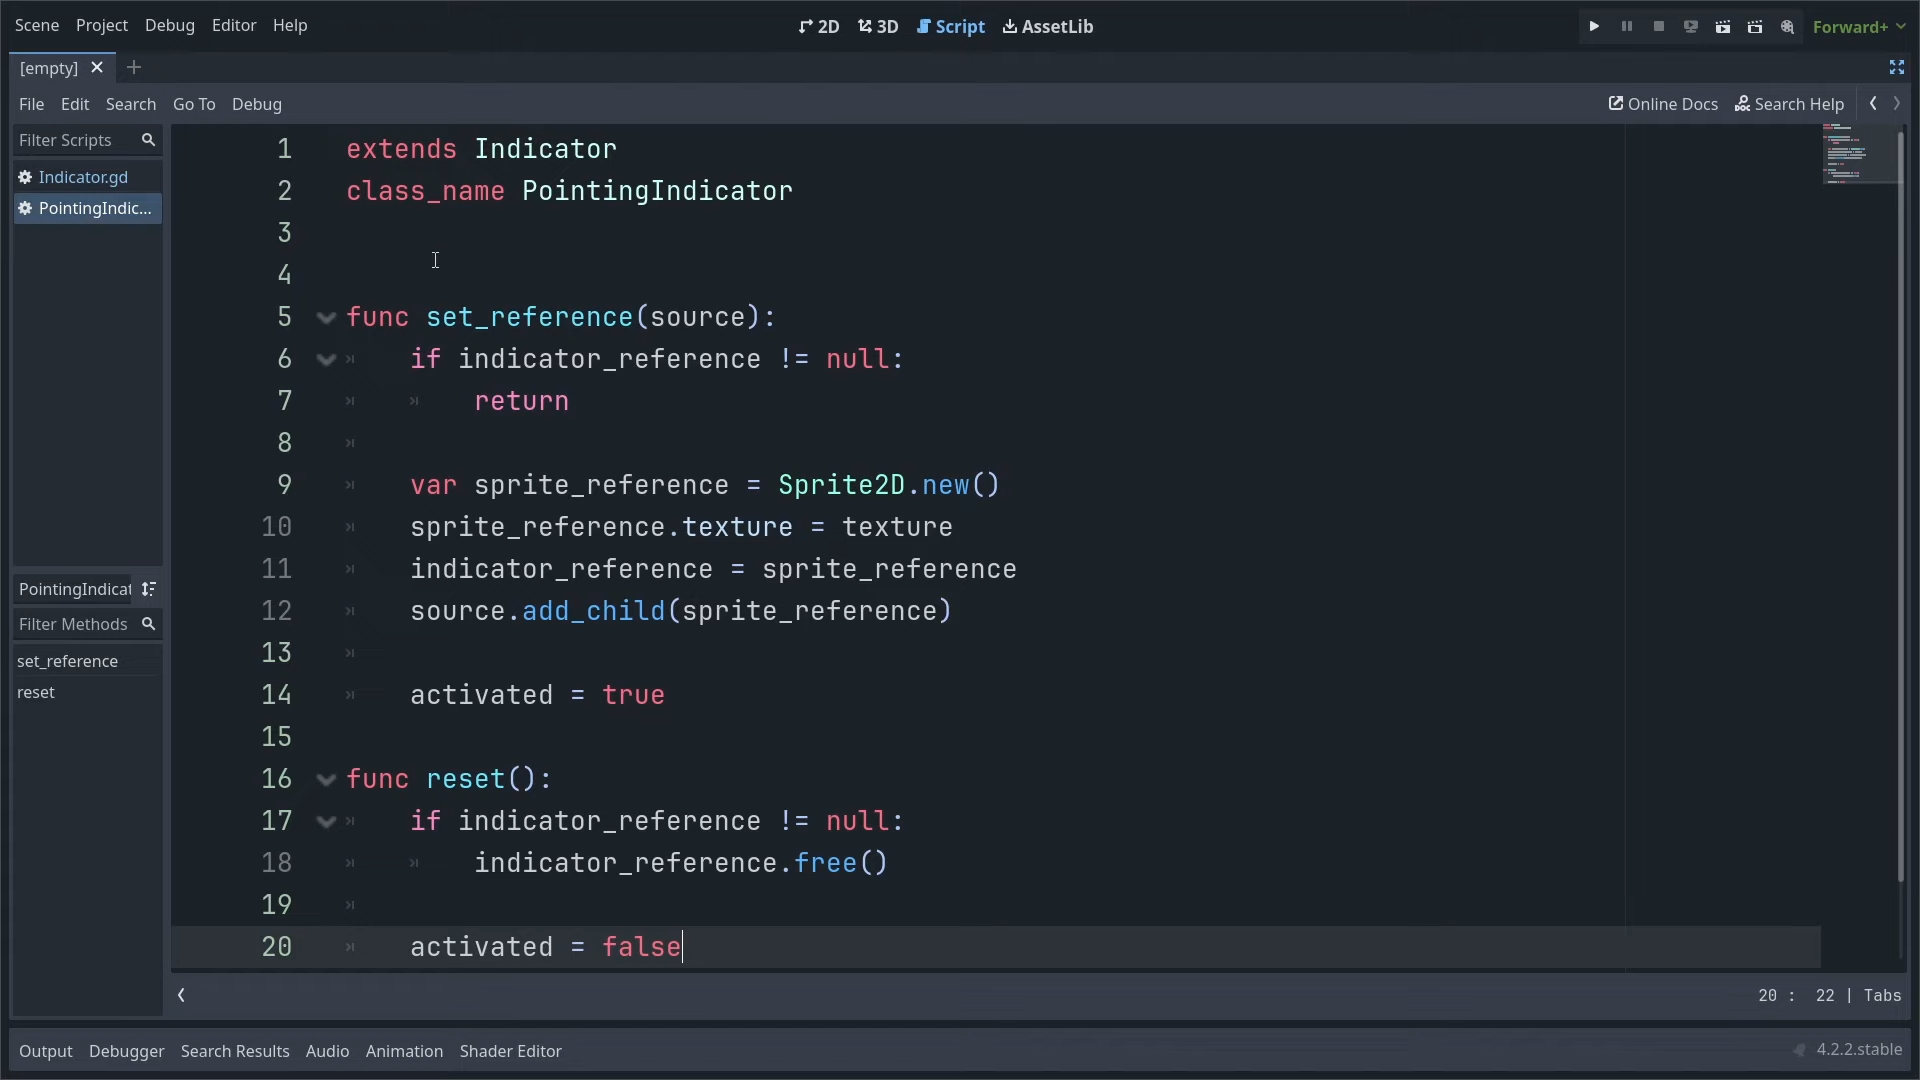 Scene Project Debug Editor Help 2D 3D Script AssetLib Forward+
[empty]
File Edit Search Go To Debug Online Docs Search Help
Filter Scripts
Indicator.gd
PointingIndic...
PointingIndicat
Filter Methods
set_reference
reset
1 extends Indicator
2 class_name PointingIndicator
3
4
5 func set_reference(source):
6 if indicator_reference != null:
7 return
8
9 var sprite_reference = Sprite2D.new()
10 sprite_reference.texture = texture
11 indicator_reference = sprite_reference
12 source.add_child(sprite_reference)
13
14 activated = true
15
16 func reset():
17 if indicator_reference != null:
18 indicator_reference.free()
19
20 activated = false
20 : 22 | Tabs
Output Debugger Search Results Audio Animation Shader Editor 4.2.2.stable